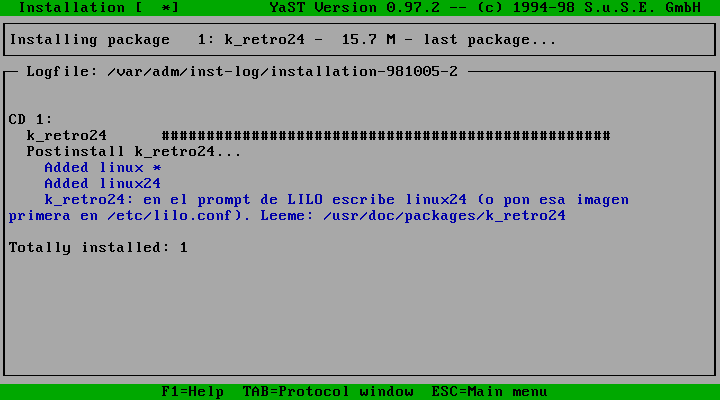 Installation [  *]          YaST Version 0.97.2 -- (c) 1994-98 S.u.S.E. GmbH
Installing package   1: k_retro24 -  15.7 M - last package...
Logfile: /var/adm/inst-log/installation-981005-2
CD 1:
k_retro24      ##################################################
Postinstall k_retro24...
Added linux *
Added linux24
k_retro24: en el prompt de LILO escribe linux24 (o pon esa imagen
primera en /etc/lilo.conf). Leeme: /usr/doc/packages/k_retro24
Totally installed: 1
F1=Help  TAB=Protocol window  ESC=Main menu